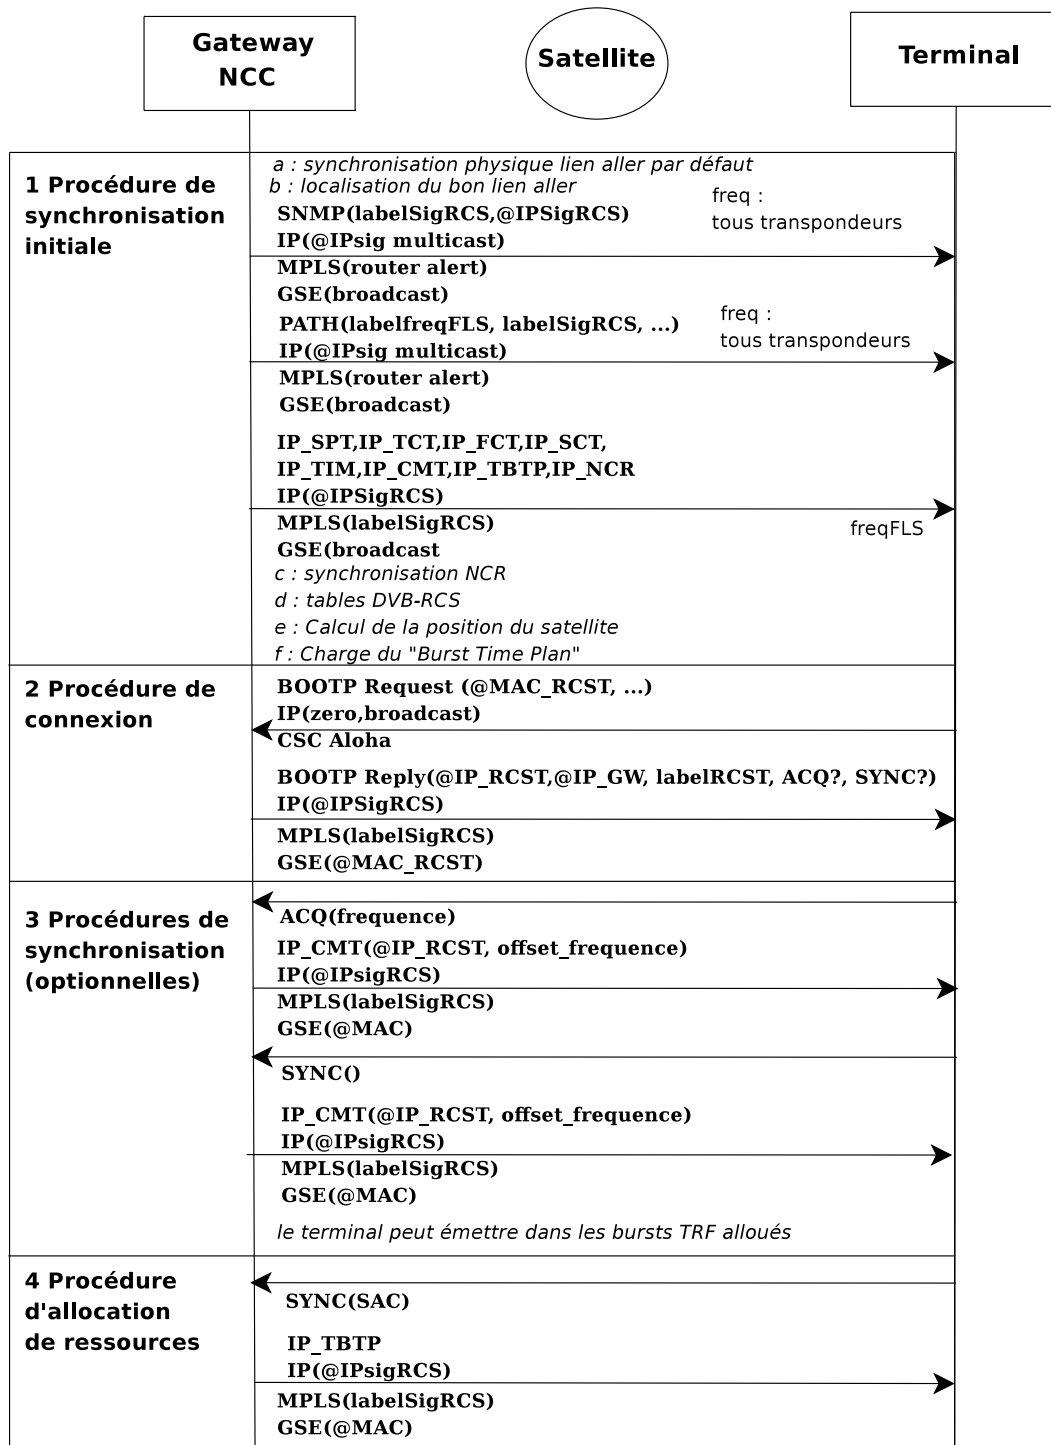 Gateway
NCC
Satellite
Terminal
1 Procédure de
synchronisation
initiale
a : synchronisation physique lien aller par défaut
b : localisation du bon lien aller
SNMP(labelSigRCS,@IPSigRCS)
IP(@IPsig multicast)
freq :
tous transpondeurs
MPLS(router alert)
GSE(broadcast)
PATH(labelfreqFLS, labelSigRCS, ...)
IP(@IPsig multicast)
freq :
tous transpondeurs
MPLS(router alert)
GSE(broadcast)
IP_SPT,IP_TCT,IP_FCT,IP_SCT,
IP_TIM,IP_CMT,IP_TBTP,IP_NCR
IP(@IPSigRCS)
MPLS(labelSigRCS)
freqFLS
GSE(broadcast
c : synchronisation NCR
d : tables DVB-RCS
e : Calcul de la position du satellite
f : Charge du "Burst Time Plan"
2 Procédure de
connexion
BOOTP Request (@MAC_RCST, ...)
IP(zero,broadcast)
CSC Aloha
BOOTP Reply(@IP_RCST,@IP_GW, labelRCST, ACQ?, SYNC?)
IP(@IPSigRCS)
MPLS(labelSigRCS)
GSE(@MAC_RCST)
3 Procédures de
synchronisation
(optionnelles)
ACQ(frequence)
IP_CMT(@IP_RCST, offset_frequence)
IP(@IPsigRCS)
MPLS(labelSigRCS)
GSE(@MAC)
SYNC()
IP_CMT(@IP_RCST, offset_frequence)
IP(@IPsigRCS)
MPLS(labelSigRCS)
GSE(@MAC)
le terminal peut émettre dans les bursts TRF alloués
4 Procédure
d'allocation
de ressources
SYNC(SAC)
IP_TBTP
IP(@IPsigRCS)
MPLS(labelSigRCS)
GSE(@MAC)